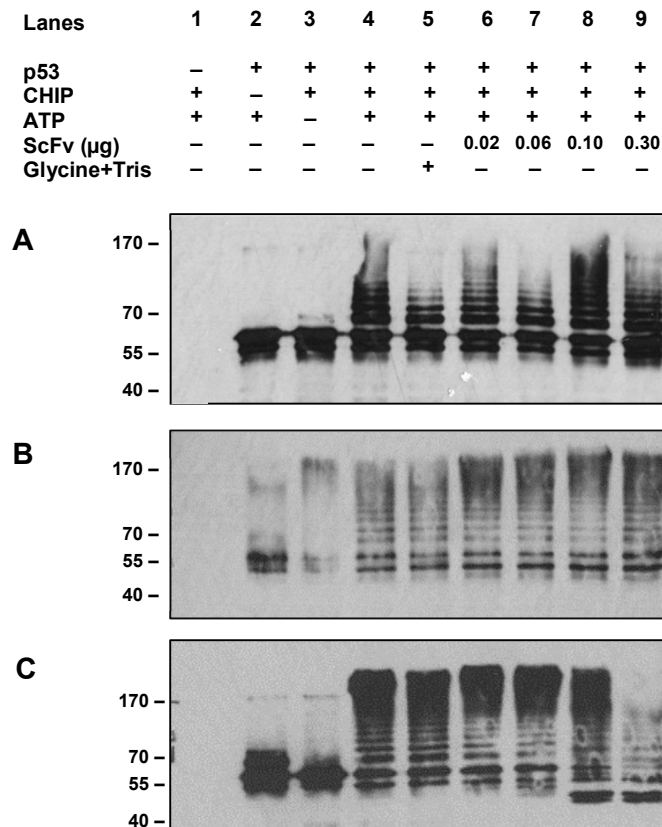 Lanes 1 2 3 4 5 6 7 8 9
p53 – + + + + + + + +
CHIP + – + + + + + + +
ATP + + – + + + + + +
ScFv (µg) – – – – – 0.02 0.06 0.10 0.30
Glycine+Tris – – – – + – – – –
A
170 –
70 –
55 –
40 –
B
170 –
70 –
55 –
40 –
C
170 –
70 –
55 –
40 –